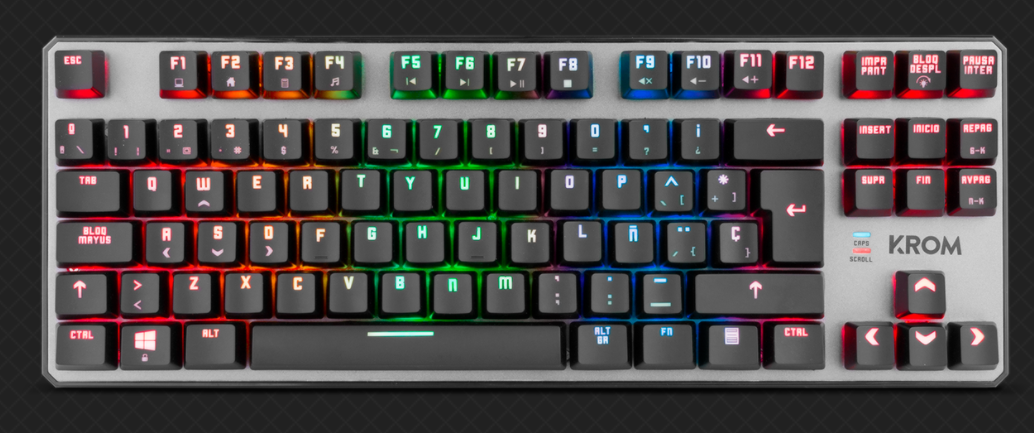 ESC F1 F2 F3 F4 F5 F6 F7 F8 F9 F10 F11 F12 IMPR BLOQ PAUSA
PANT DESPL INTER
º 1 2 3 4 5 6 7 8 9 0 ' ¡ INSERT INICIO REPAG
! # $ % & ¬ / ( ) = ? ¿ G-K
TAB Q W E R T Y U I O P ^ * SUPR FIN AVPAG
[ + ] N-K
BLOQ A S D F G H J K L Ñ ¨ Ç
MAYUS { }
CAPS KROM
SCROLL
> Z X C V B N M ; : _
< , .
CTRL ALT ALT FN CTRL
GR